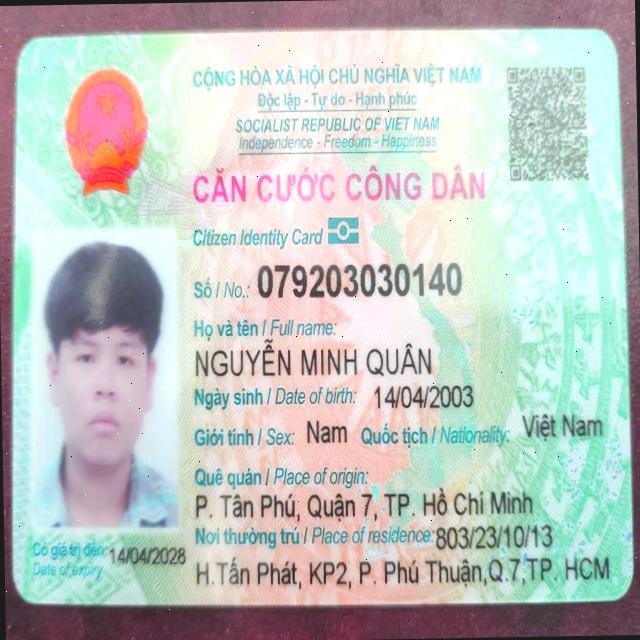 CỘNG HÒA XÃ HỘI CHỦ NGHĨA VIỆT NAM
Độc lập - Tự do - Hạnh phúc
SOCIALIST REPUBLIC OF VIET NAM
Independence - Freedom - Happiness
CĂN CƯỚC CÔNG DÂN
Citizen Identity Card
Số / No.: 079203030140
Họ và tên / Full name:
NGUYỄN MINH QUÂN
Ngày sinh / Date of birth: 14/04/2003
Giới tính / Sex: Nam Quốc tịch / Nationality: Việt Nam
Quê quán / Place of origin:
P. Tân Phú, Quận 7, TP. Hồ Chí Minh
Nơi thường trú / Place of residence: 803/23/10/13
H.Tấn Phát, KP2, P. Phú Thuận,Q.7,TP. HCM
Có giá trị đến: 14/04/2028
Date of expiry